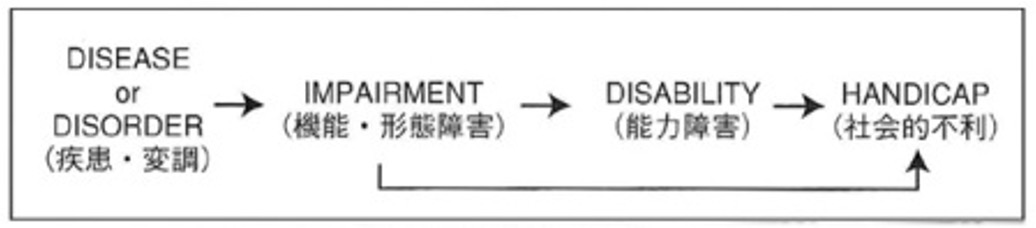 DISEASE
or
DISORDER
(疾患・変調)
IMPAIRMENT
(機能・形態障害)
DISABILITY
(能力障害)
HANDICAP
(社会的不利)